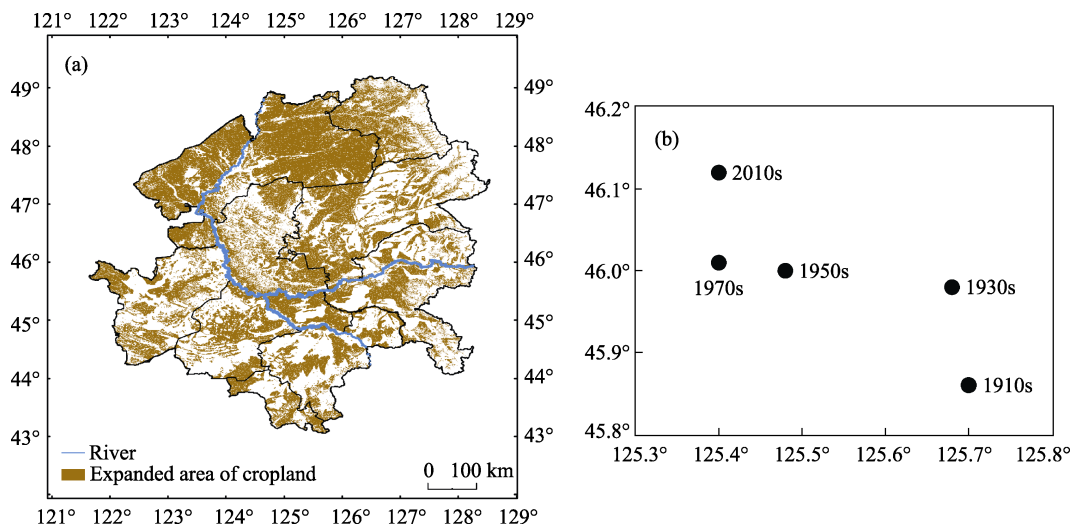 121° 122° 123° 124° 125° 126° 127° 128° 129°
(a)
49° 49°
48° 48°
47° 47°
46° 46°
45° 45°
44° 44°
43° 43°
River
Expanded area of cropland
0 100 km
121° 122° 123° 124° 125° 126° 127° 128° 129°
46.2°
(b)
2010s
46.1°
46.0°
1950s
1970s
1930s
45.9°
1910s
45.8°
125.3° 125.4° 125.5° 125.6° 125.7° 125.8°